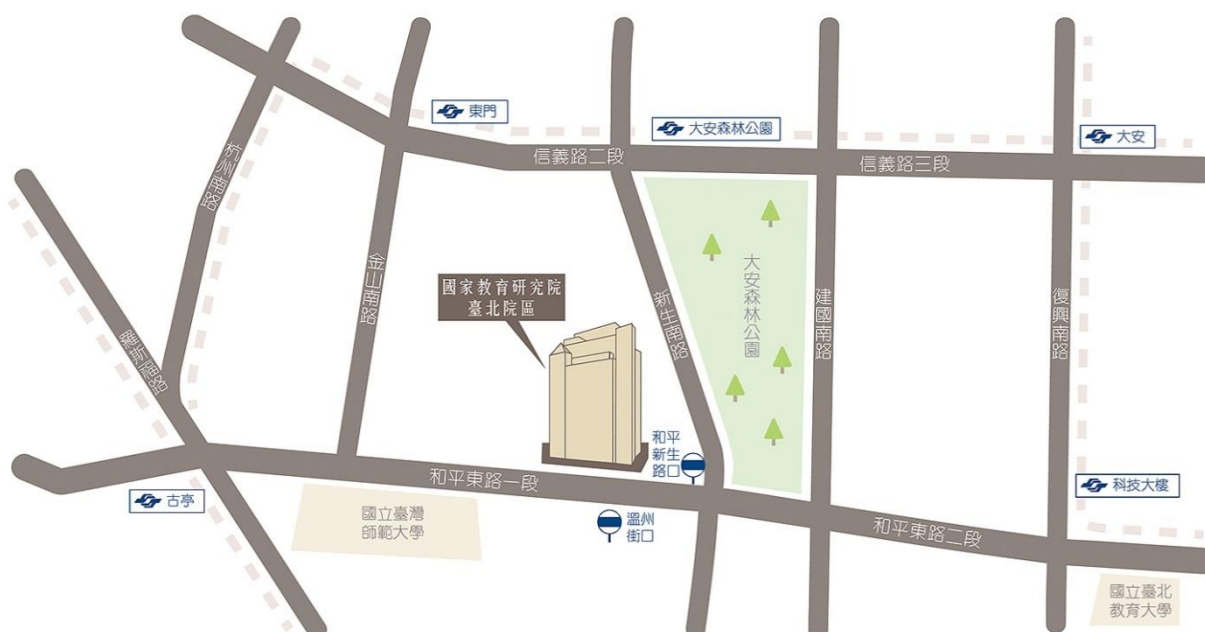 東門
大安森林公園
大安
信義路二段
信義路三段
杭州南路
金山南路
國家教育研究院
臺北院區
新生南路
大安森林公園
建國南路
復興南路
羅斯福路
和平
新生
路口
和平東路一段
古亭
國立臺灣
師範大學
溫州
街口
科技大樓
和平東路二段
國立臺北
教育大學